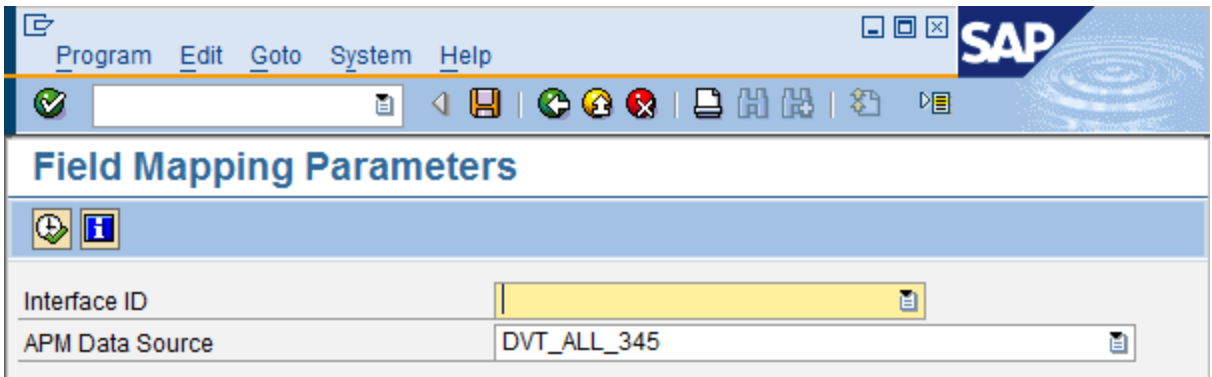 Program Edit Goto System Help
SAP
Field Mapping Parameters
Interface ID
APM Data Source DVT_ALL_345